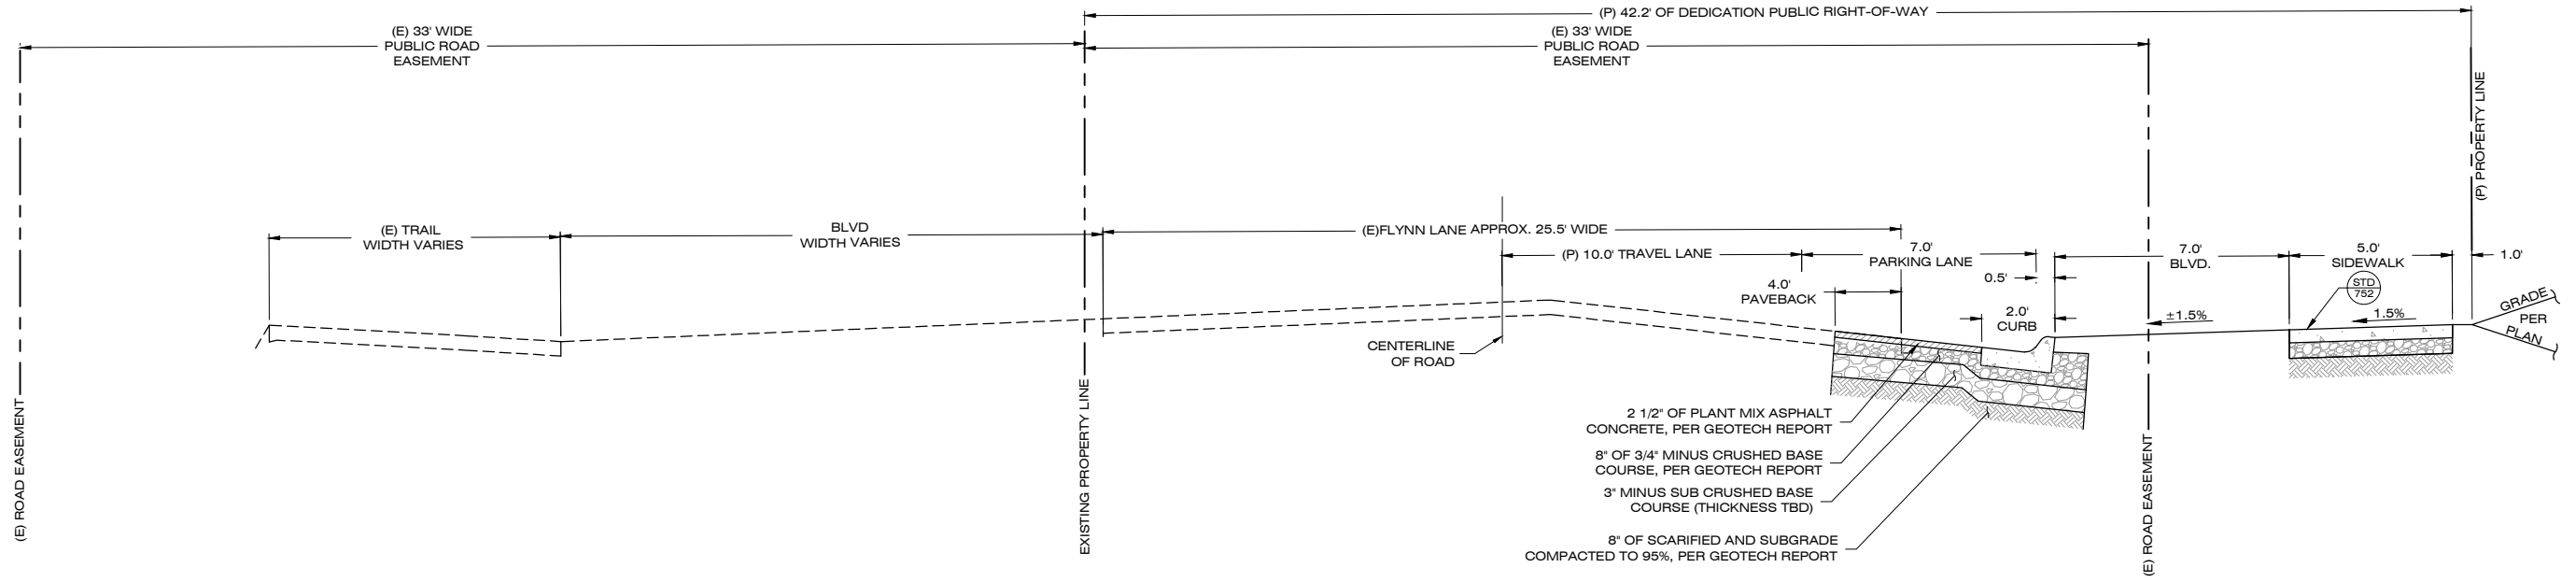 (P) 42.2' OF DEDICATION PUBLIC RIGHT-OF-WAY
(E) 33' WIDE
PUBLIC ROAD
EASEMENT
(E) 33' WIDE
PUBLIC ROAD
EASEMENT
(P) PROPERTY LINE
(E) TRAIL
WIDTH VARIES
BLVD
WIDTH VARIES
(E)FLYNN LANE APPROX. 25.5' WIDE
(P) 10.0' TRAVEL LANE
7.0'
PARKING LANE
0.5'
7.0'
BLVD.
5.0'
SIDEWALK
1.0'
STD
752
4.0'
PAVEBACK
2.0'
CURB
±1.5%
1.5%
GRADE
PER
PLAN
CENTERLINE
OF ROAD
2 1/2" OF PLANT MIX ASPHALT
CONCRETE, PER GEOTECH REPORT
8" OF 3/4" MINUS CRUSHED BASE
COURSE, PER GEOTECH REPORT
3" MINUS SUB CRUSHED BASE
COURSE (THICKNESS TBD)
8" OF SCARIFIED AND SUBGRADE
COMPACTED TO 95%, PER GEOTECH REPORT
(E) ROAD EASEMENT
EXISTING PROPERTY LINE
(E) ROAD EASEMENT